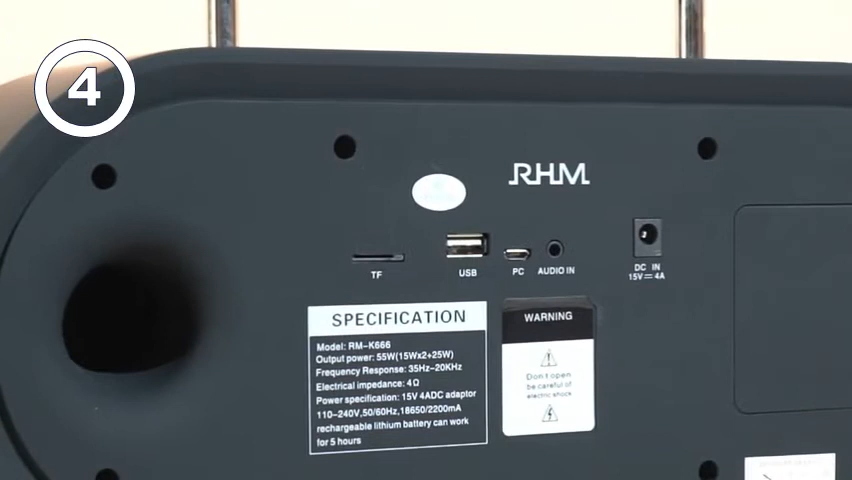 4
RHM
TF
USB
PC
AUDIO IN
DC IN
15V⎓4A
SPECIFICATION
Model: RM-K666
Output power: 55W(15Wx2+25W)
Frequency Response: 35Hz-20KHz
Electrical impedance: 4Ω
Power specification: 15V 4ADC adaptor
110-240V,50/60Hz,18650/2200mA
rechargeable lithium battery can work
for 5 hours
WARNING
Don't open
be careful of
electric shock